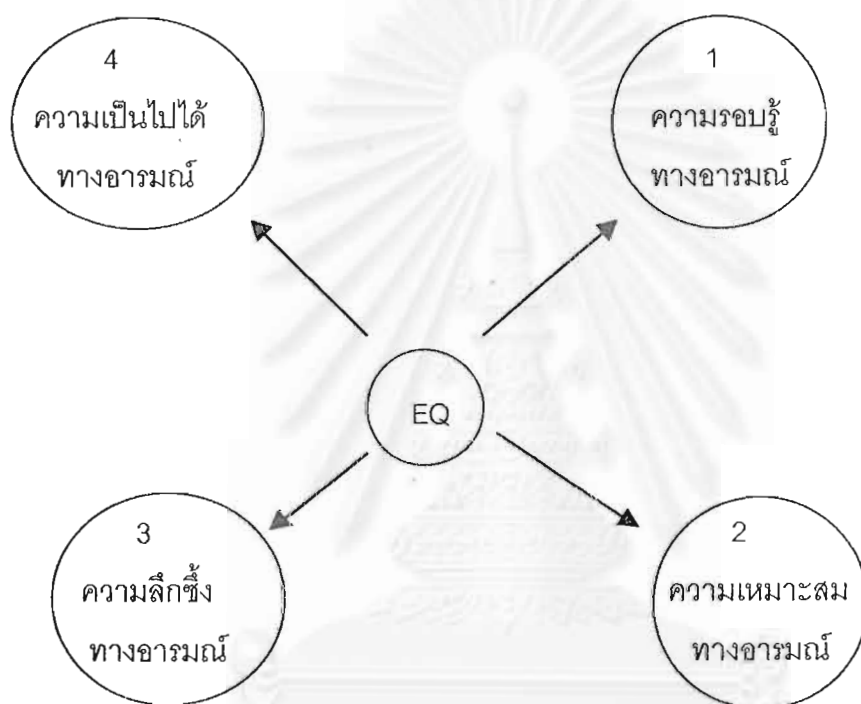 4
ความเป็นไปได้
ทางอารมณ์
1
ความรอบรู้
ทางอารมณ์
EQ
3
ความลึกซึ้ง
ทางอารมณ์
2
ความเหมาะสม
ทางอารมณ์